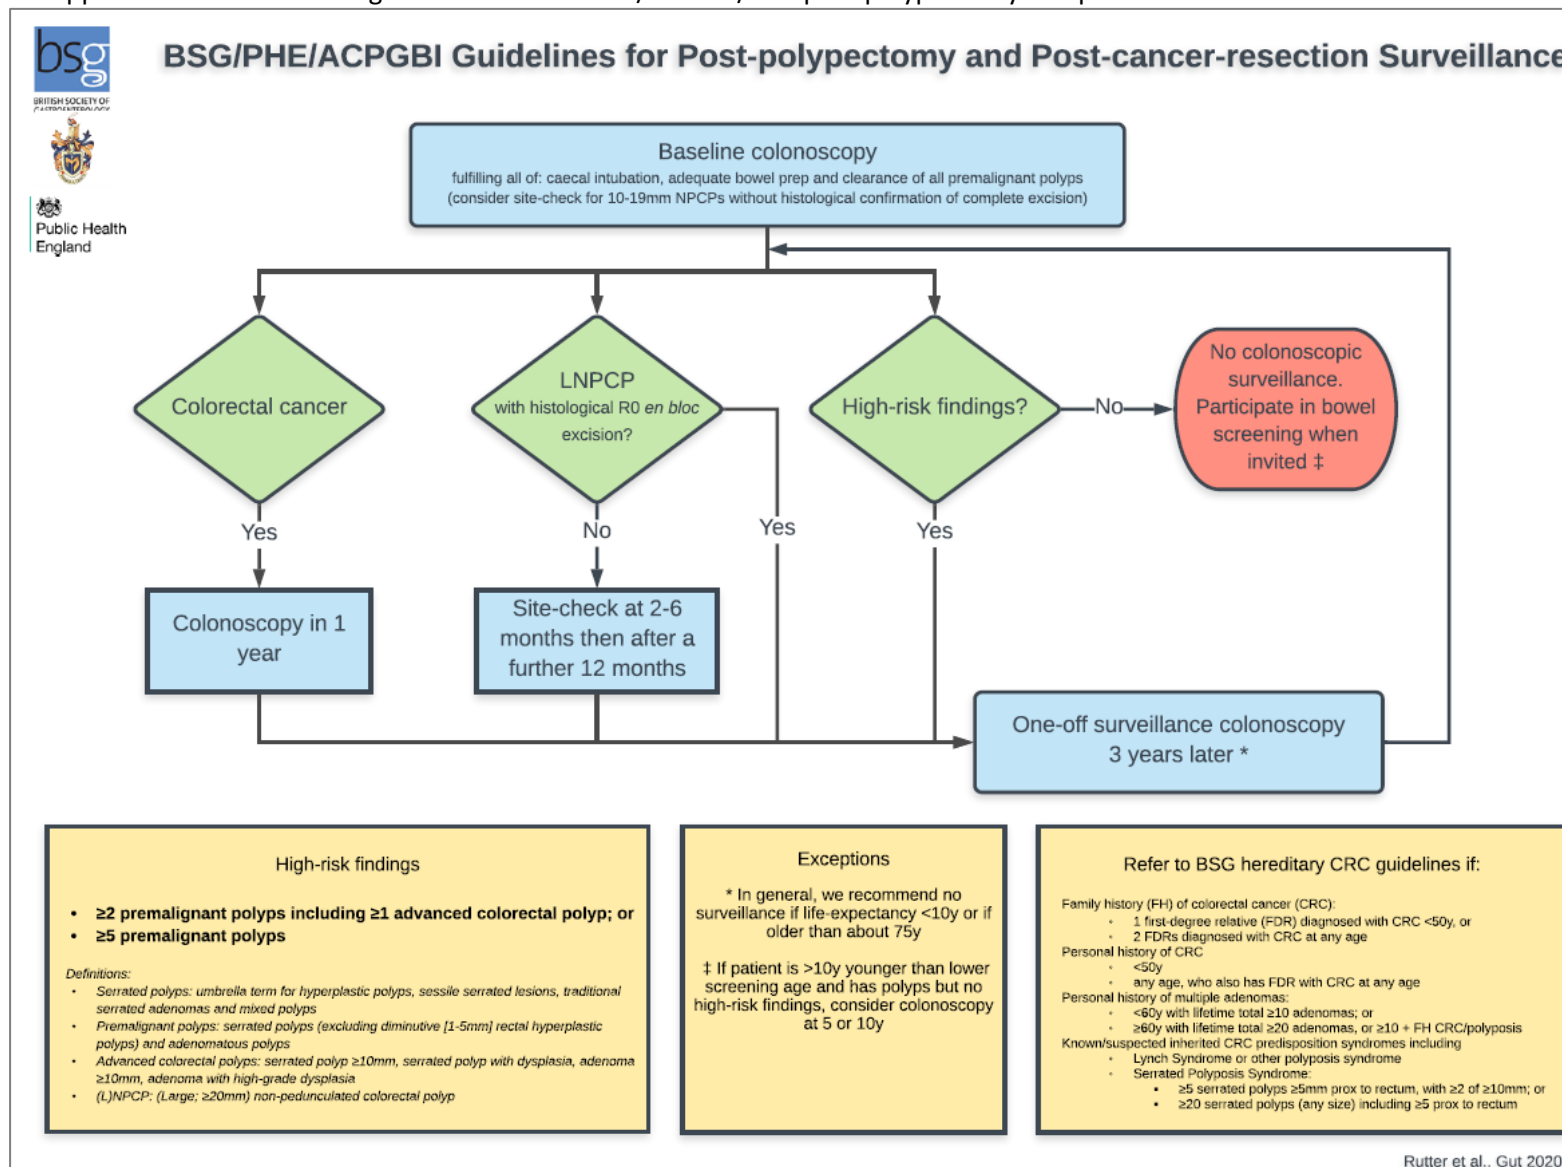 bsg
BRITISH SOCIETY OF
GASTROENTEROLOGY
Public Health
England
BSG/PHE/ACPGBI Guidelines for Post-polypectomy and Post-cancer-resection Surveillance
Baseline colonoscopy
fulfilling all of: caecal intubation, adequate bowel prep and clearance of all premalignant polyps
(consider site-check for 10-19mm NPCPs without histological confirmation of complete excision)
Colorectal cancer
LNPCP
with histological R0 en bloc
excision?
High-risk findings?
No
No colonoscopic
surveillance.
Participate in bowel
screening when
invited ‡
Yes
No
Yes
Yes
Colonoscopy in 1
year
Site-check at 2-6
months then after a
further 12 months
One-off surveillance colonoscopy
3 years later *
High-risk findings
• ≥2 premalignant polyps including ≥1 advanced colorectal polyp; or
• ≥5 premalignant polyps
Definitions:
• Serrated polyps: umbrella term for hyperplastic polyps, sessile serrated lesions, traditional
serrated adenomas and mixed polyps
• Premalignant polyps: serrated polyps (excluding diminutive [1-5mm] rectal hyperplastic
polyps) and adenomatous polyps
• Advanced colorectal polyps: serrated polyp ≥10mm, serrated polyp with dysplasia, adenoma
≥10mm, adenoma with high-grade dysplasia
• (L)NPCP: (Large; ≥20mm) non-pedunculated colorectal polyp
Exceptions
* In general, we recommend no
surveillance if life-expectancy <10y or if
older than about 75y
‡ If patient is >10y younger than lower
screening age and has polyps but no
high-risk findings, consider colonoscopy
at 5 or 10y
Refer to BSG hereditary CRC guidelines if:
Family history (FH) of colorectal cancer (CRC):
◦ 1 first-degree relative (FDR) diagnosed with CRC <50y, or
◦ 2 FDRs diagnosed with CRC at any age
Personal history of CRC
◦ <50y
◦ any age, who also has FDR with CRC at any age
Personal history of multiple adenomas:
◦ <60y with lifetime total ≥10 adenomas; or
◦ ≥60y with lifetime total ≥20 adenomas, or ≥10 + FH CRC/polyposis
Known/suspected inherited CRC predisposition syndromes including
◦ Lynch Syndrome or other polyposis syndrome
◦ Serrated Polyposis Syndrome:
▪ ≥5 serrated polyps ≥5mm prox to rectum, with ≥2 of ≥10mm; or
▪ ≥20 serrated polyps (any size) including ≥5 prox to rectum
Rutter et al., Gut 2020